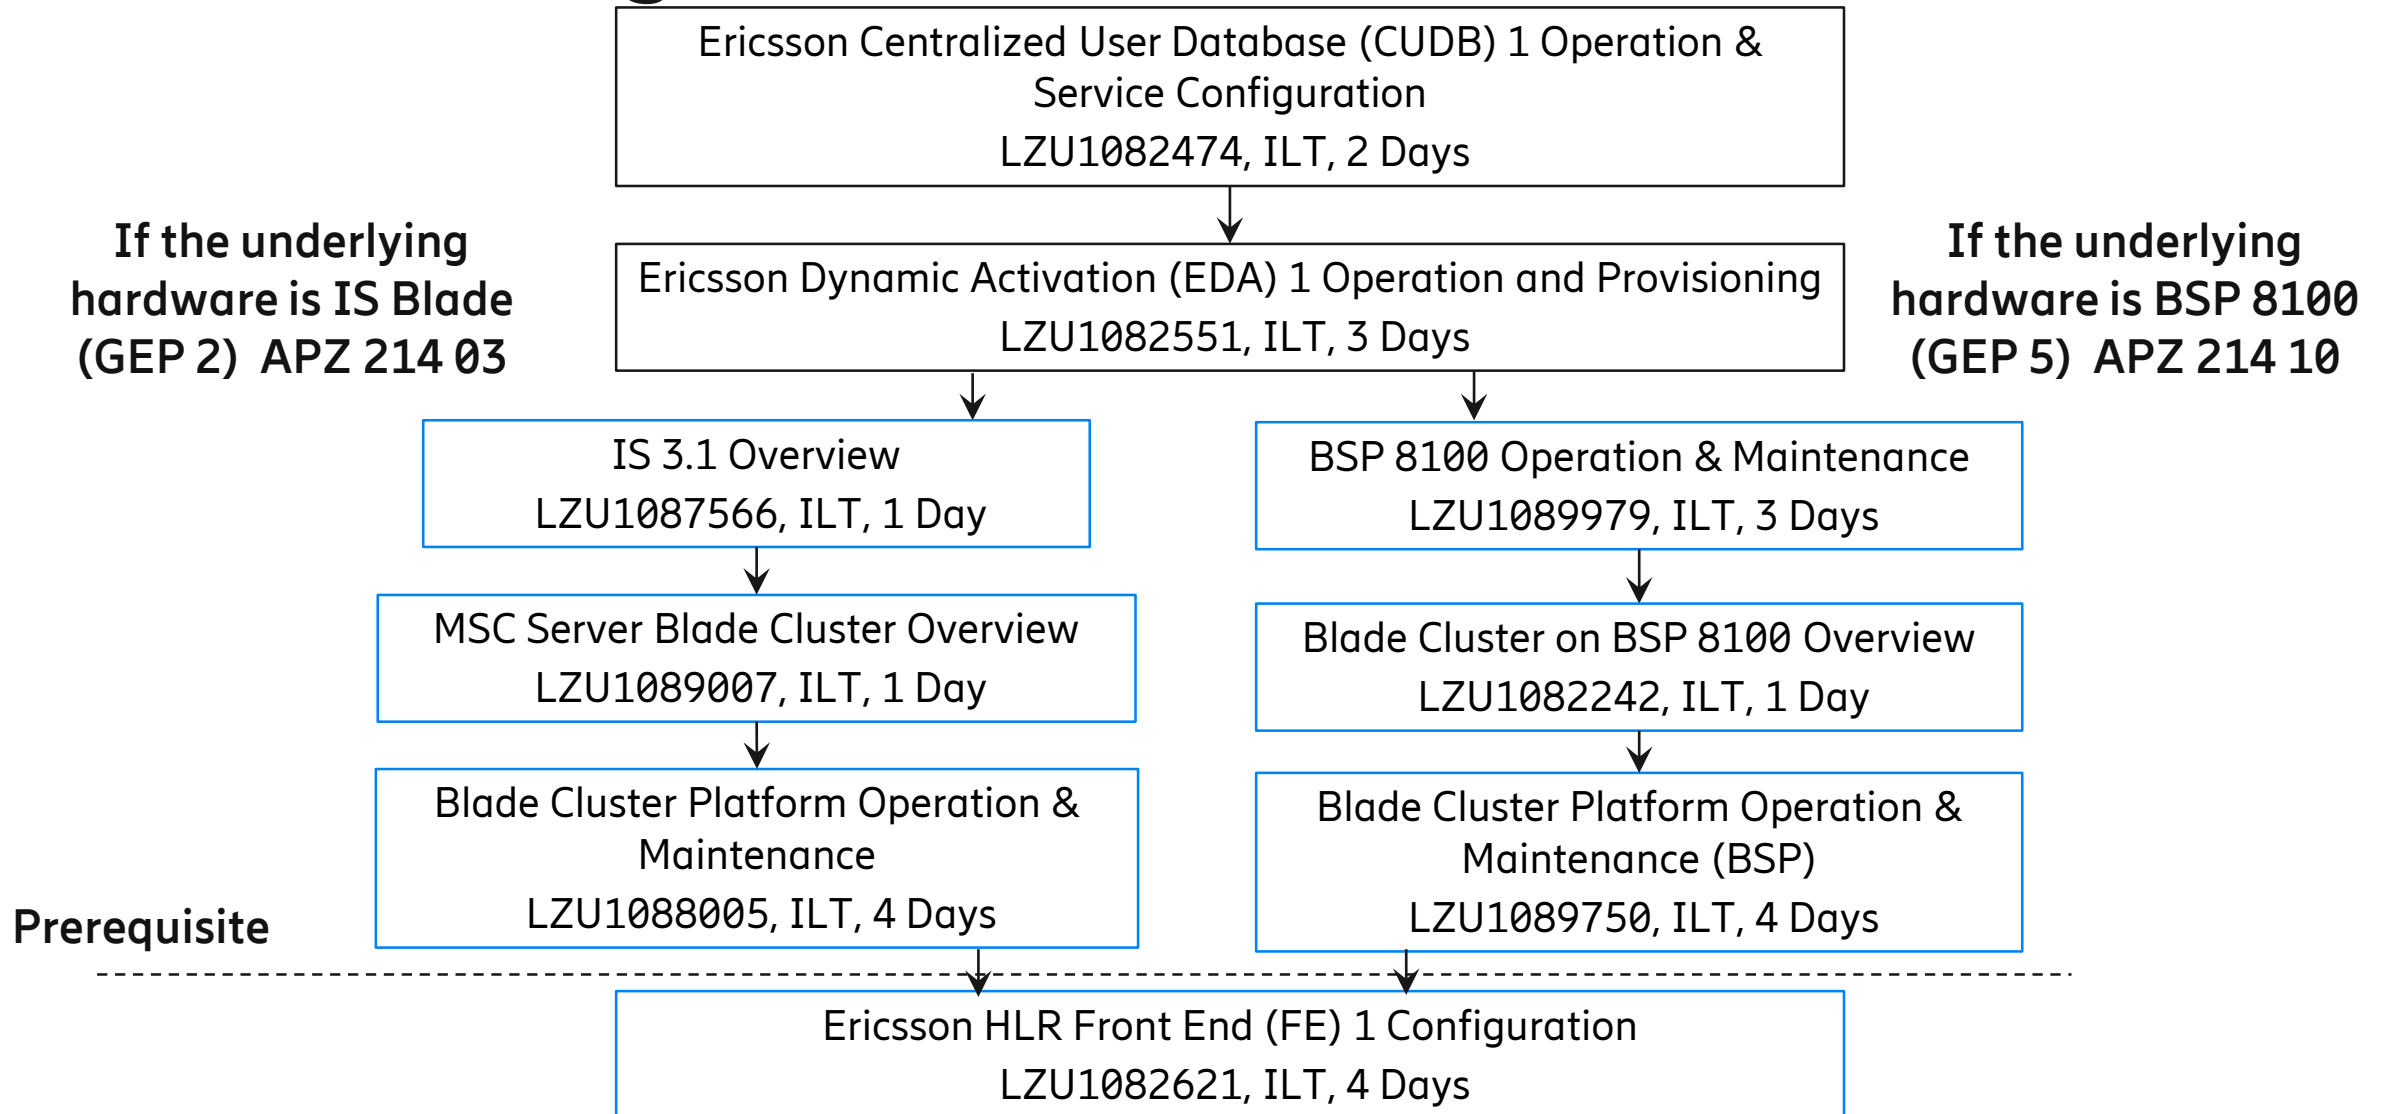 Ericsson Centralized User Database (CUDB) 1 Operation &
Service Configuration
LZU1082474, ILT, 2 Days
If the underlying
hardware is IS Blade
(GEP 2) APZ 214 03
If the underlying
hardware is BSP 8100
(GEP 5) APZ 214 10
Ericsson Dynamic Activation (EDA) 1 Operation and Provisioning
LZU1082551, ILT, 3 Days
IS 3.1 Overview
LZU1087566, ILT, 1 Day
BSP 8100 Operation & Maintenance
LZU1089979, ILT, 3 Days
MSC Server Blade Cluster Overview
LZU1089007, ILT, 1 Day
Blade Cluster on BSP 8100 Overview
LZU1082242, ILT, 1 Day
Blade Cluster Platform Operation &
Maintenance
LZU1088005, ILT, 4 Days
Blade Cluster Platform Operation &
Maintenance (BSP)
LZU1089750, ILT, 4 Days
Prerequisite
Ericsson HLR Front End (FE) 1 Configuration
LZU1082621, ILT, 4 Days